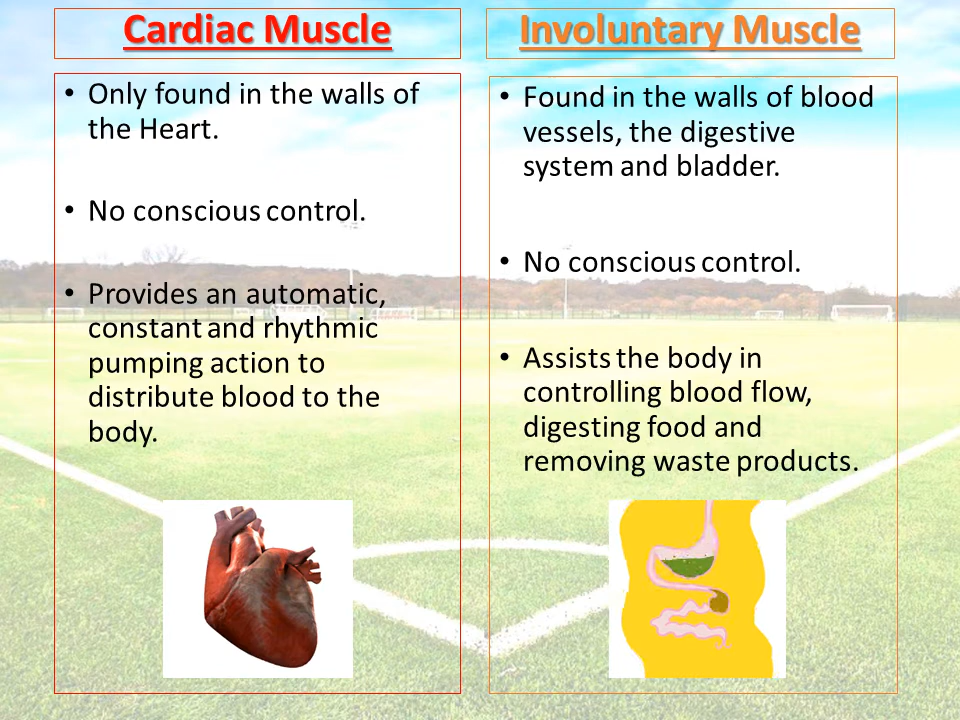 Cardiac Muscle
• Only found in the walls of
the Heart.
• No conscious control.
• Provides an automatic,
constant and rhythmic
pumping action to
distribute blood to the
body.
Involuntary Muscle
• Found in the walls of blood
vessels, the digestive
system and bladder.
• No conscious control.
• Assists the body in
controlling blood flow,
digesting food and
removing waste products.